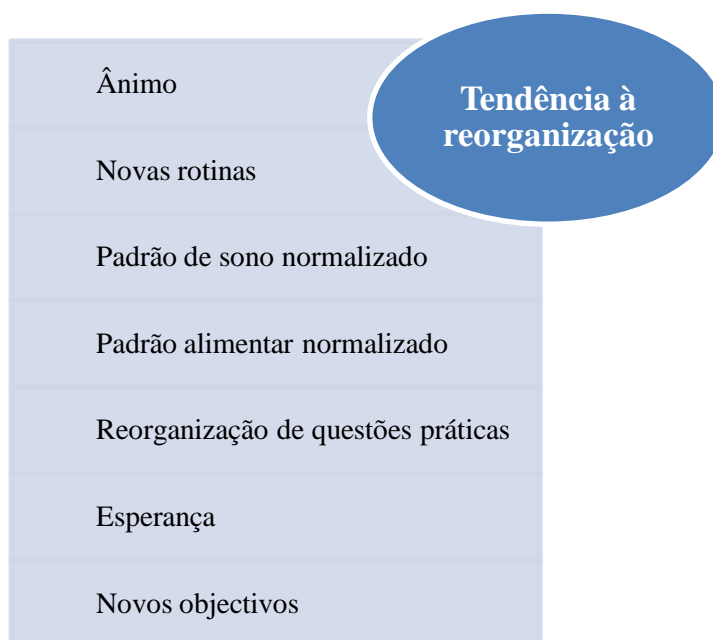 Tendência à
reorganização
Ânimo
Novas rotinas
Padrão de sono normalizado
Padrão alimentar normalizado
Reorganização de questões práticas
Esperança
Novos objectivos